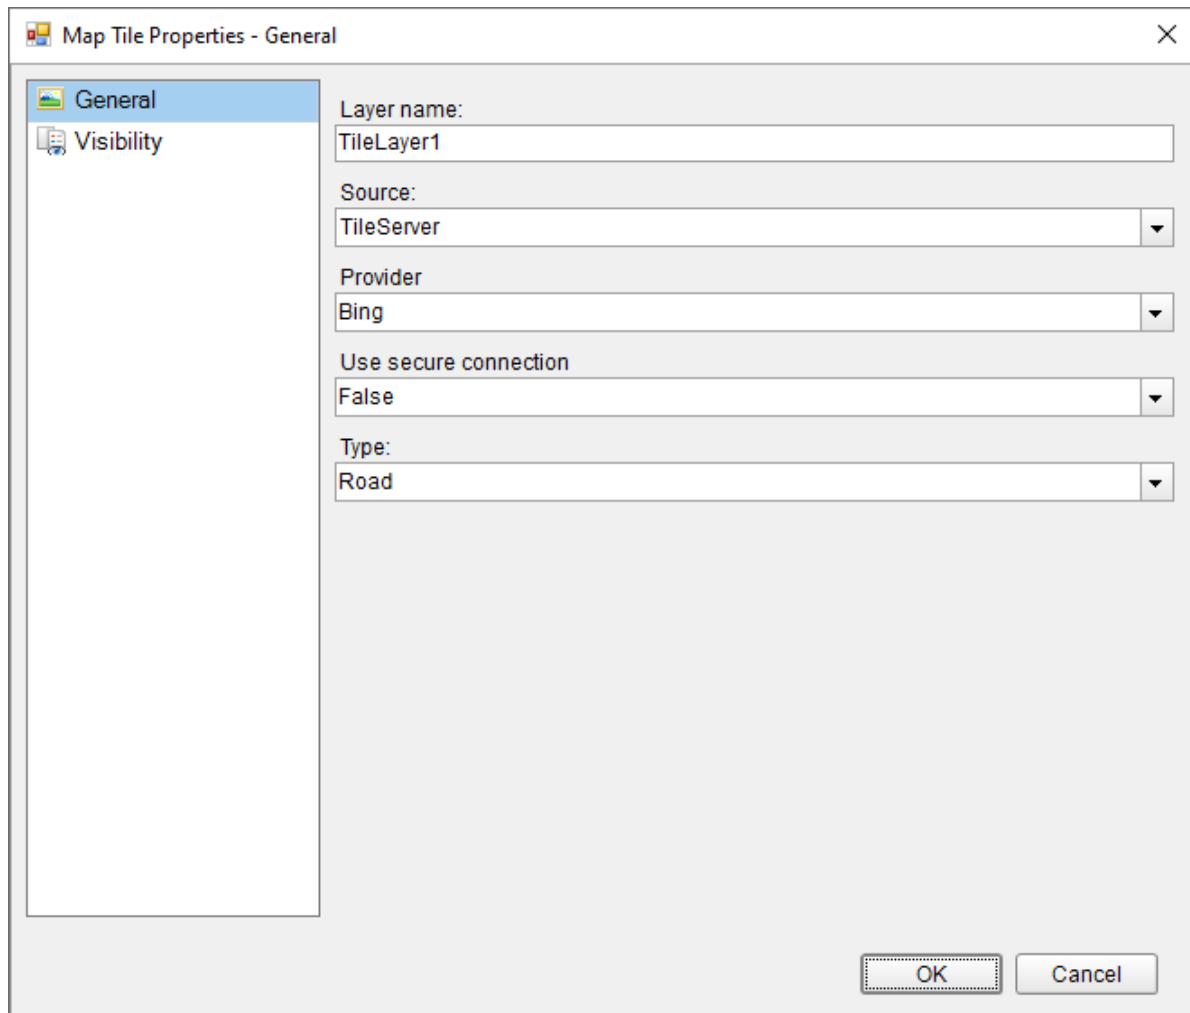 Map Tile Properties - General
General
Visibility
Layer name:
TileLayer1
Source:
TileServer
Provider
Bing
Use secure connection
False
Type:
Road
OK
Cancel